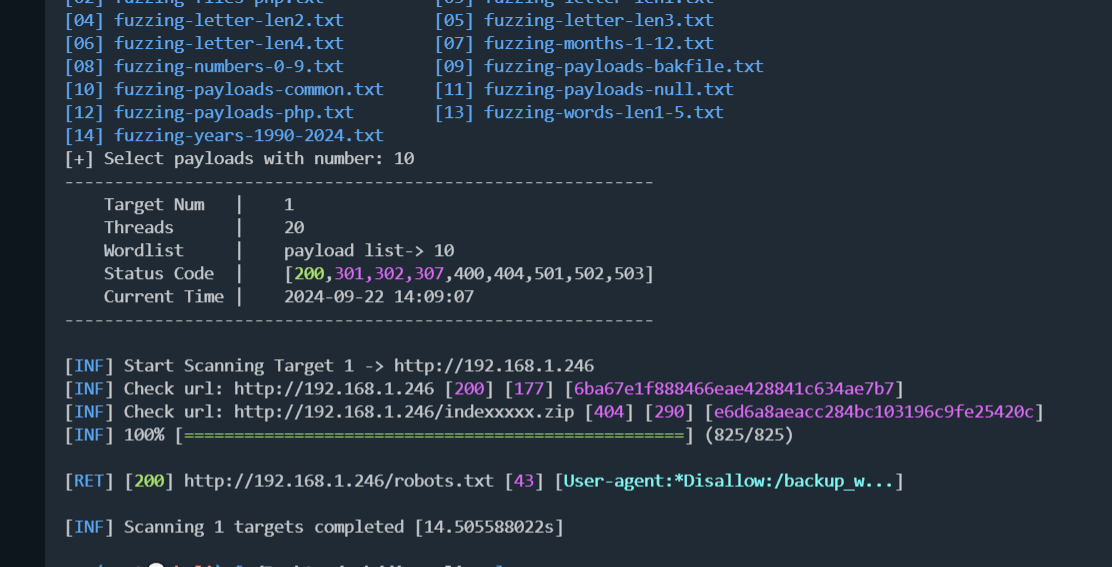 [02] fuzzing-files-php.txt [03] fuzzing-letter-len1.txt
[04] fuzzing-letter-len2.txt [05] fuzzing-letter-len3.txt
[06] fuzzing-letter-len4.txt [07] fuzzing-months-1-12.txt
[08] fuzzing-numbers-0-9.txt [09] fuzzing-payloads-bakfile.txt
[10] fuzzing-payloads-common.txt [11] fuzzing-payloads-null.txt
[12] fuzzing-payloads-php.txt [13] fuzzing-words-len1-5.txt
[14] fuzzing-years-1990-2024.txt
[+] Select payloads with number: 10
-----------------------------------------------------------
Target Num | 1
Threads | 20
Wordlist | payload list-> 10
Status Code | [200,301,302,307,400,404,501,502,503]
Current Time | 2024-09-22 14:09:07
-----------------------------------------------------------
[INF] Start Scanning Target 1 -> http://192.168.1.246
[INF] Check url: http://192.168.1.246 [200] [177] [6ba67e1f888466eae428841c634ae7b7]
[INF] Check url: http://192.168.1.246/indexxxxx.zip [404] [290] [e6d6a8aeacc284bc103196c9fe25420c]
[INF] 100% [==================================================] (825/825)
[RET] [200] http://192.168.1.246/robots.txt [43] [User-agent:*Disallow:/backup_w...]
[INF] Scanning 1 targets completed [14.505588022s]